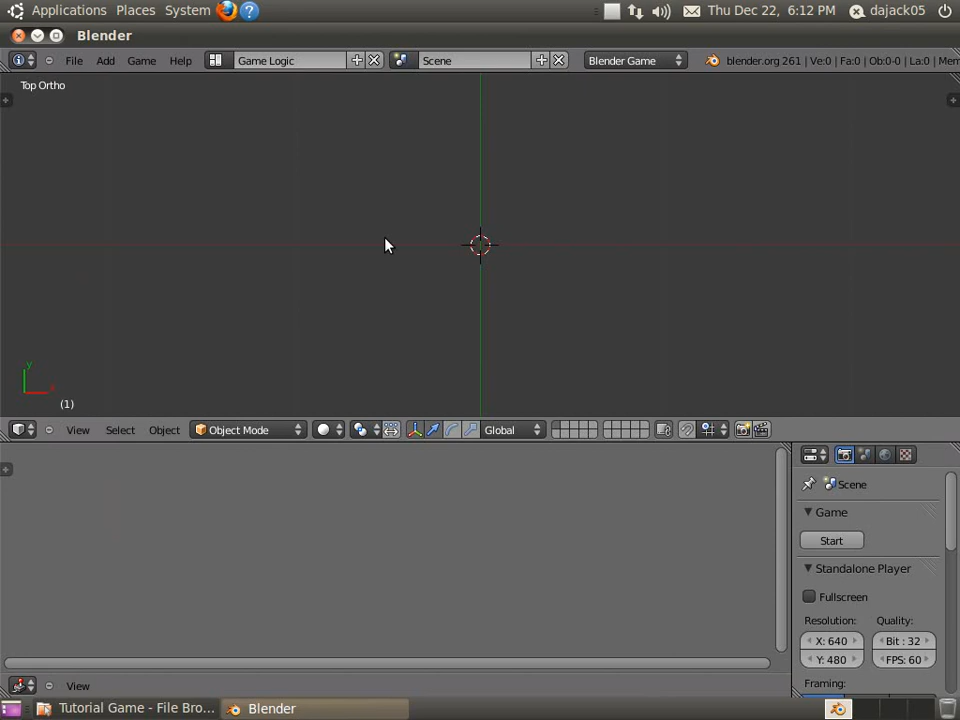 Applications Places System Thu Dec 22, 6:12 PM dajack05
Blender
File Add Game Help Game Logic Scene Blender Game blender.org 261 | Ve:0 | Fa:0 | Ob:0-0 | La:0 | Mem
Top Ortho
y
x
(1)
View Select Object Object Mode Global
Scene
Game
Start
Standalone Player
Fullscreen
Resolution: Quality:
X: 640 Bit : 32
Y: 480 FPS: 60
Framing:
View
Tutorial Game - File Bro... Blender